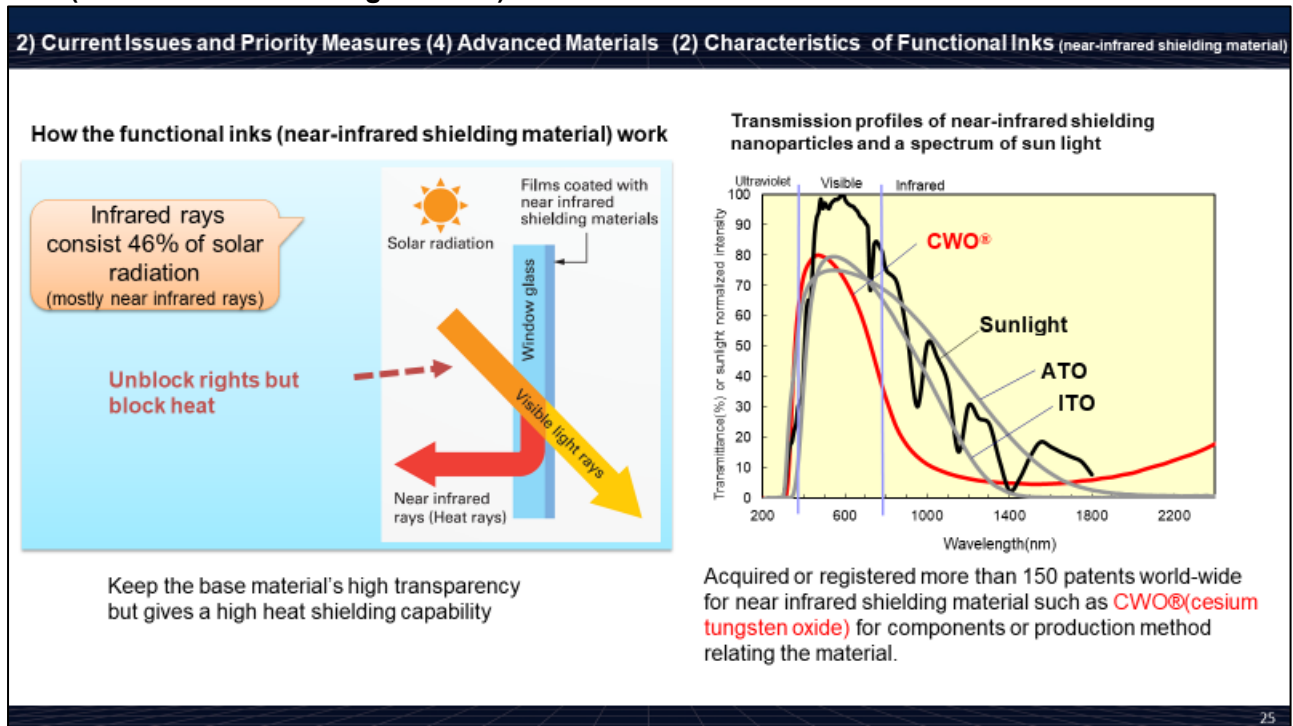 2) Current Issues and Priority Measures (4) Advanced Materials (2) Characteristics of Functional Inks (near-infrared shielding material)
How the functional inks (near-infrared shielding material) work
Infrared rays
consist 46% of solar
radiation
(mostly near infrared rays)
Unblock rights but
block heat
Solar radiation
Films coated with
near infrared
shielding materials
Window glass
Visible light rays
Near infrared
rays (Heat rays)
Keep the base material's high transparency
but gives a high heat shielding capability
Transmission profiles of near-infrared shielding
nanoparticles and a spectrum of sun light
Ultraviolet Visible Infrared
Transmittance(%) or sunlight normalized intensity
100
90
80
70
60
50
40
30
20
10
0
CWO®
Sunlight
ATO
ITO
200 600 1000 1400 1800 2200
Wavelength(nm)
Acquired or registered more than 150 patents world-wide
for near infrared shielding material such as CWO®(cesium
tungsten oxide) for components or production method
relating the material.
25